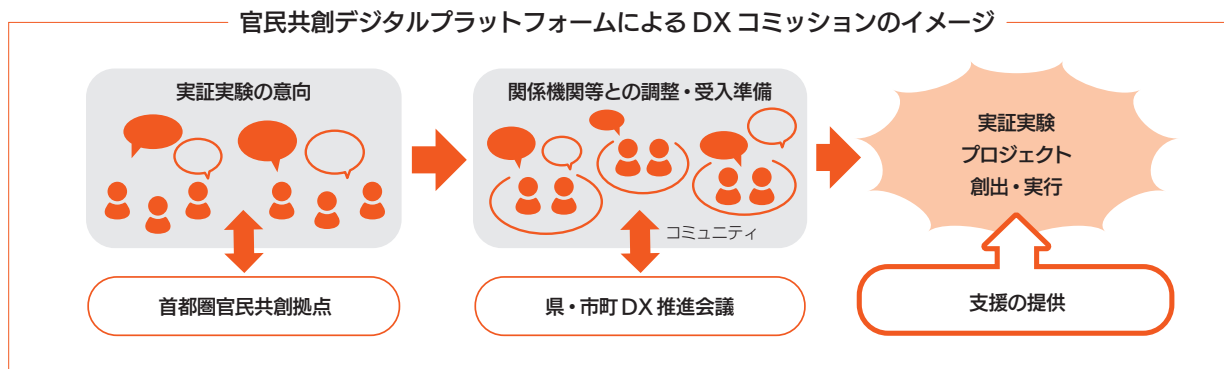 官民共創デジタルプラットフォームによる DX コミッションのイメージ
実証実験の意向
関係機関等との調整・受入準備
実証実験
プロジェクト
創出・実行
コミュニティ
首都圏官民共創拠点
県・市町 DX 推進会議
支援の提供